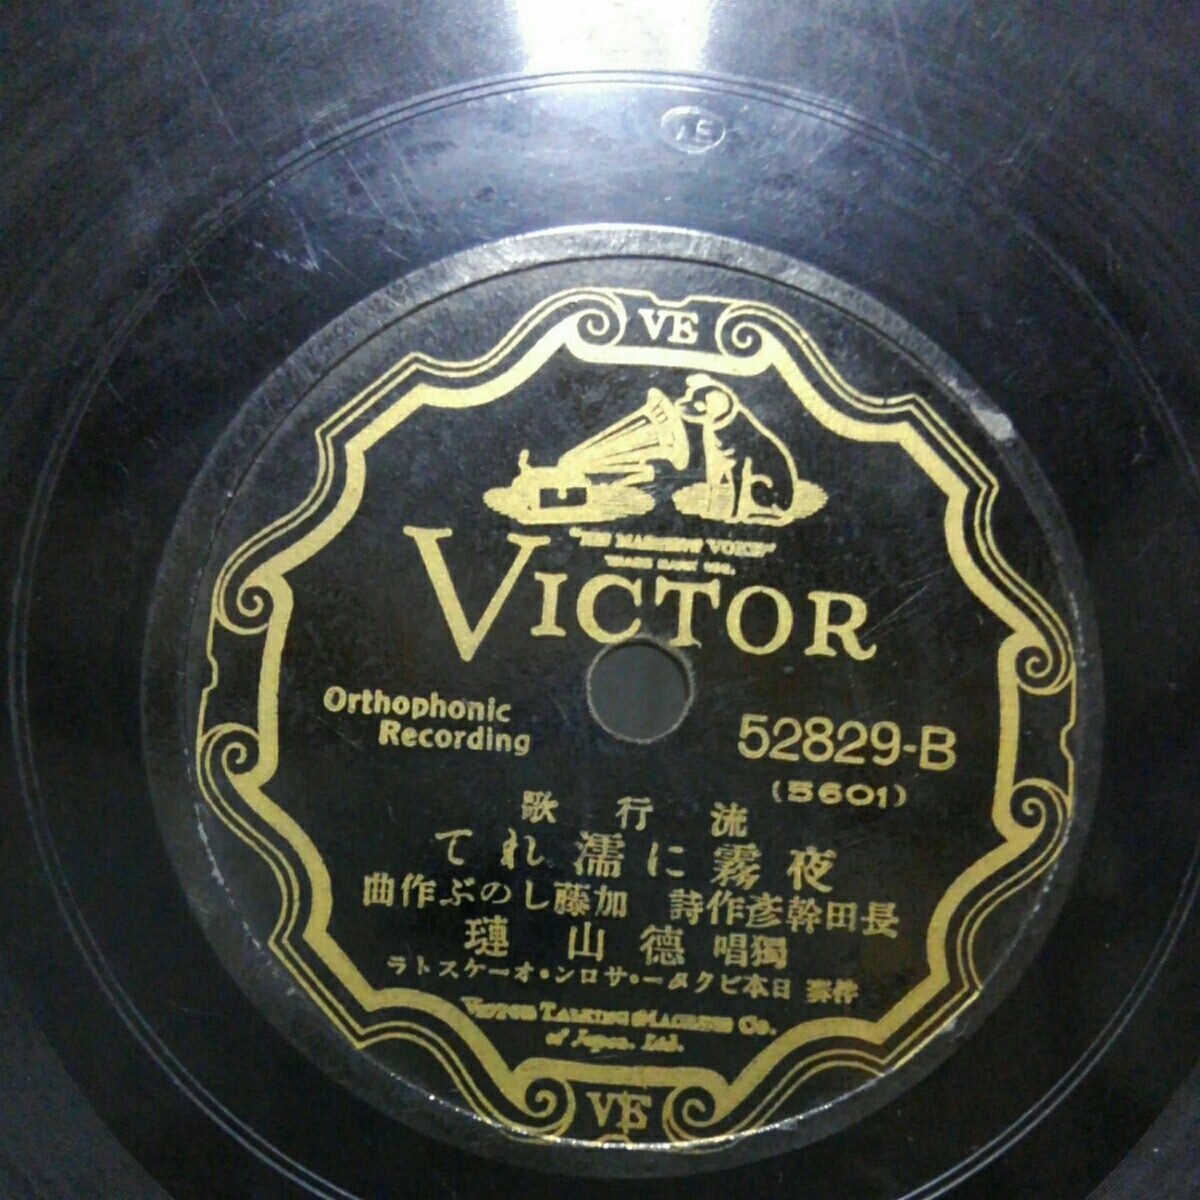 VE
"HIS MASTER'S VOICE"
VICTOR
Orthophonic
Recording
52829-B
(5601)
流行歌
夜霧に濡れて
長田幹彦作詩 加藤しのぶ作曲
獨唱 德山璉
伴奏 日本ビクター・サロン・オーケストラ
VICTOR TALKING MACHINE CO.
of Japan, Ltd.
VE